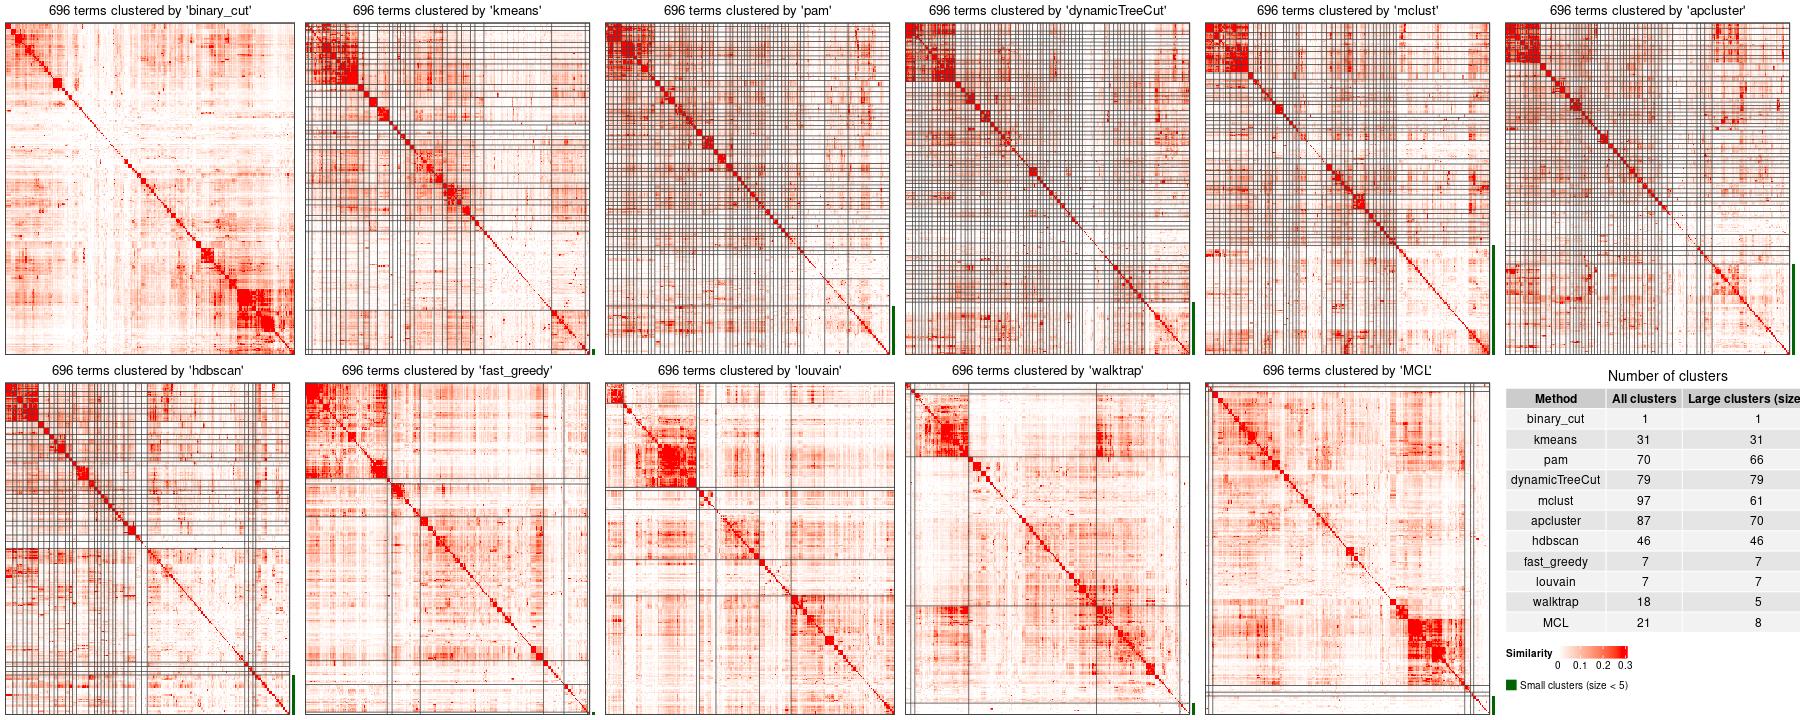 696 terms clustered by 'binary_cut'
696 terms clustered by 'kmeans'
696 terms clustered by 'pam'
696 terms clustered by 'dynamicTreeCut'
696 terms clustered by 'mclust'
696 terms clustered by 'apcluster'
696 terms clustered by 'hdbscan'
696 terms clustered by 'fast_greedy'
696 terms clustered by 'louvain'
696 terms clustered by 'walktrap'
696 terms clustered by 'MCL'
Number of clusters
Method All clusters Large clusters (size
binary_cut 1 1
kmeans 31 31
pam 70 66
dynamicTreeCut 79 79
mclust 97 61
apcluster 87 70
hdbscan 46 46
fast_greedy 7 7
louvain 7 7
walktrap 18 5
MCL 21 8
Similarity
0 0.1 0.2 0.3
Small clusters (size < 5)